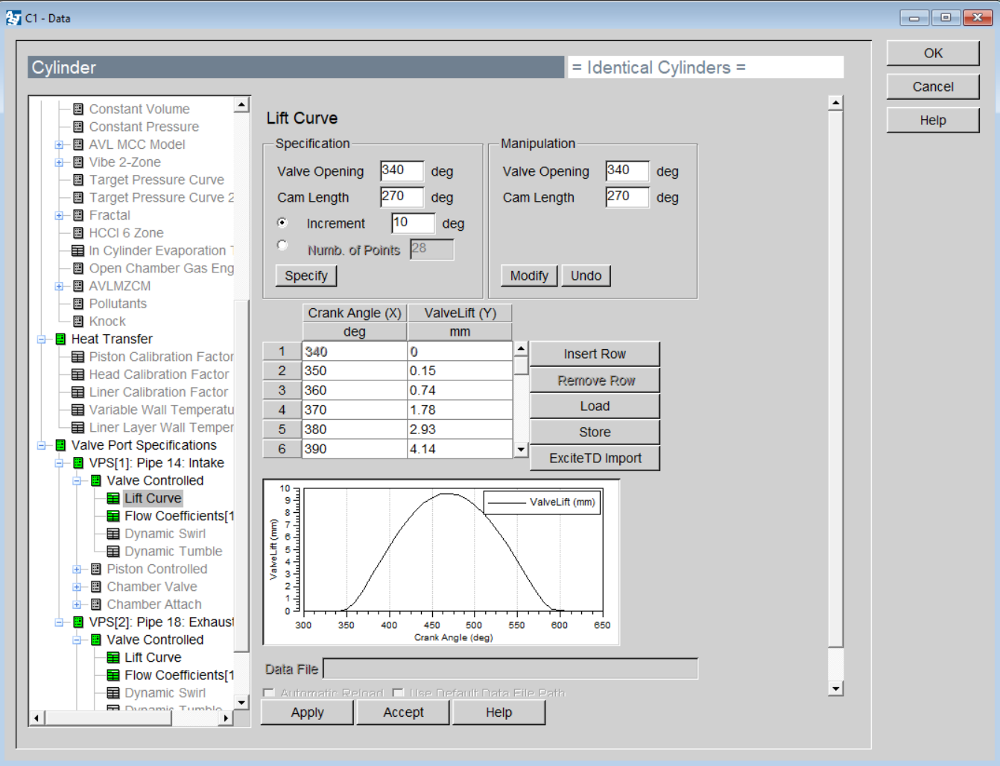 C1 - Data
OK
Cancel
Help
Cylinder
= Identical Cylinders =
Constant Volume
Constant Pressure
AVL MCC Model
Vibe 2-Zone
Target Pressure Curve
Target Pressure Curve 2
Fractal
HCCI 6 Zone
In Cylinder Evaporation T
Open Chamber Gas Eng
AVLMZCM
Pollutants
Knock
Heat Transfer
Piston Calibration Factor
Head Calibration Factor
Liner Calibration Factor
Variable Wall Temperatu
Liner Layer Wall Temper
Valve Port Specifications
VPS[1]: Pipe 14: Intake
Valve Controlled
Lift Curve
Flow Coefficients[1
Dynamic Swirl
Dynamic Tumble
Piston Controlled
Chamber Valve
Chamber Attach
VPS[2]: Pipe 18: Exhaust
Valve Controlled
Lift Curve
Flow Coefficients[1
Dynamic Swirl
Dynamic Tumble
Lift Curve
Specification
Valve Opening 340 deg
Cam Length 270 deg
Increment 10 deg
Numb. of Points 28
Specify
Manipulation
Valve Opening 340 deg
Cam Length 270 deg
Modify Undo
Crank Angle (X) ValveLift (Y)
deg mm
1 340 0
2 350 0.15
3 360 0.74
4 370 1.78
5 380 2.93
6 390 4.14
Insert Row
Remove Row
Load
Store
ExciteTD Import
10
9
8
7
6
5
4
3
2
1
0
ValveLift (mm)
ValveLift (mm)
300 350 400 450 500 550 600 650
Crank Angle (deg)
Data File
Automatic Reload Use Default Data File Path
Apply Accept Help